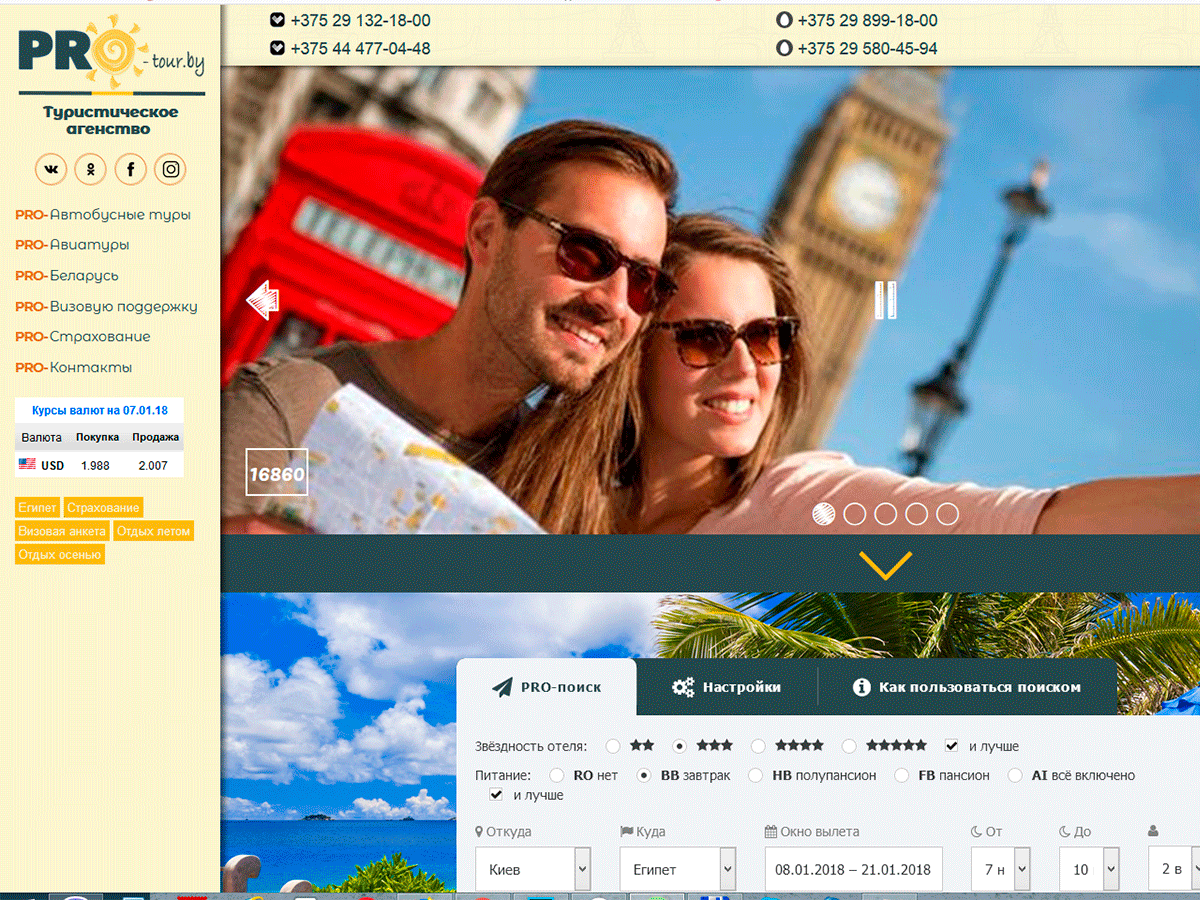 PRO
- tour.by
Туристическое
агенство
PRO-Автобусные туры
PRO-Авиатуры
PRO-Беларусь
PRO-Визовую поддержку
PRO-Страхование
PRO-Контакты
Курсы валют на 07.01.18
Валюта Покупка Продажа
USD 1.988 2.007
Египет Страхование
Визовая анкета Отдых летом
Отдых осенью
+375 29 132-18-00 +375 29 899-18-00
+375 44 477-04-48 +375 29 580-45-94
16860
PRO-поиск Настройки Как пользоваться поиском
Звёздность отеля: и лучше
Питание: RO нет BB завтрак HB полупансион FB пансион AI всё включено
и лучше
Откуда Куда Окно вылета От До
Киев Египет 08.01.2018 – 21.01.2018 7 н 10 2 в